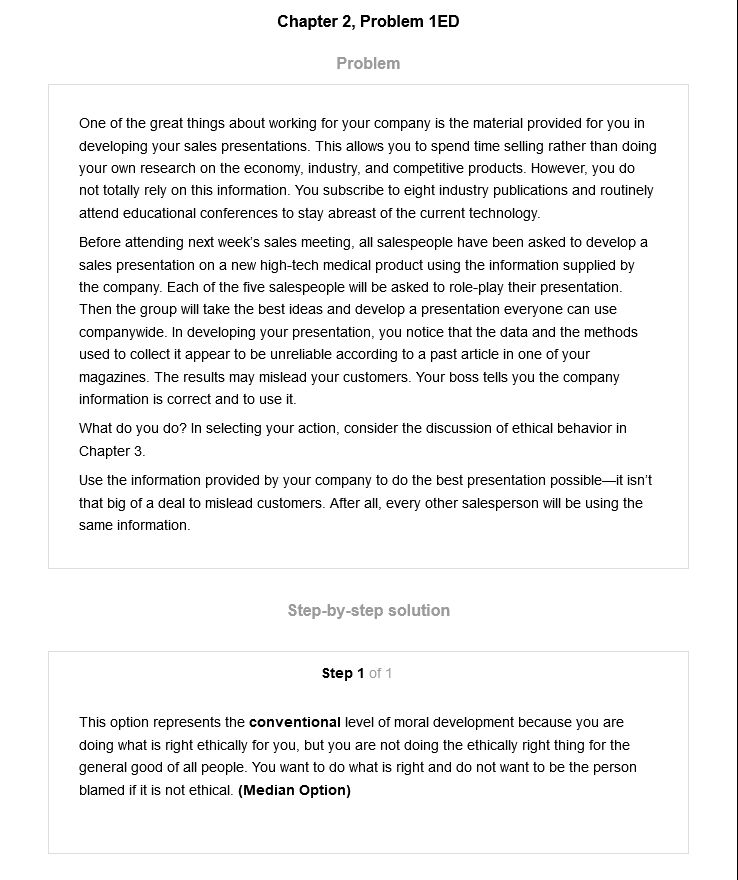 Chapter 2, Problem 1ED
Problem
One of the great things about working for your company is the material provided for you in
developing your sales presentations. This allows you to spend time selling rather than doing
your own research on the economy, industry, and competitive products. However, you do
not totally rely on this information. You subscribe to eight industry publications and routinely
attend educational conferences to stay abreast of the current technology.
Before attending next week’s sales meeting, all salespeople have been asked to develop a
sales presentation on a new high-tech medical product using the information supplied by
the company. Each of the five salespeople will be asked to role-play their presentation.
Then the group will take the best ideas and develop a presentation everyone can use
companywide. In developing your presentation, you notice that the data and the methods
used to collect it appear to be unreliable according to a past article in one of your
magazines. The results may mislead your customers. Your boss tells you the company
information is correct and to use it.
What do you do? In selecting your action, consider the discussion of ethical behavior in
Chapter 3.
Use the information provided by your company to do the best presentation possible—it isn’t
that big of a deal to mislead customers. After all, every other salesperson will be using the
same information.
Step-by-step solution
Step 1 of 1
This option represents the conventional level of moral development because you are
doing what is right ethically for you, but you are not doing the ethically right thing for the
general good of all people. You want to do what is right and do not want to be the person
blamed if it is not ethical. (Median Option)